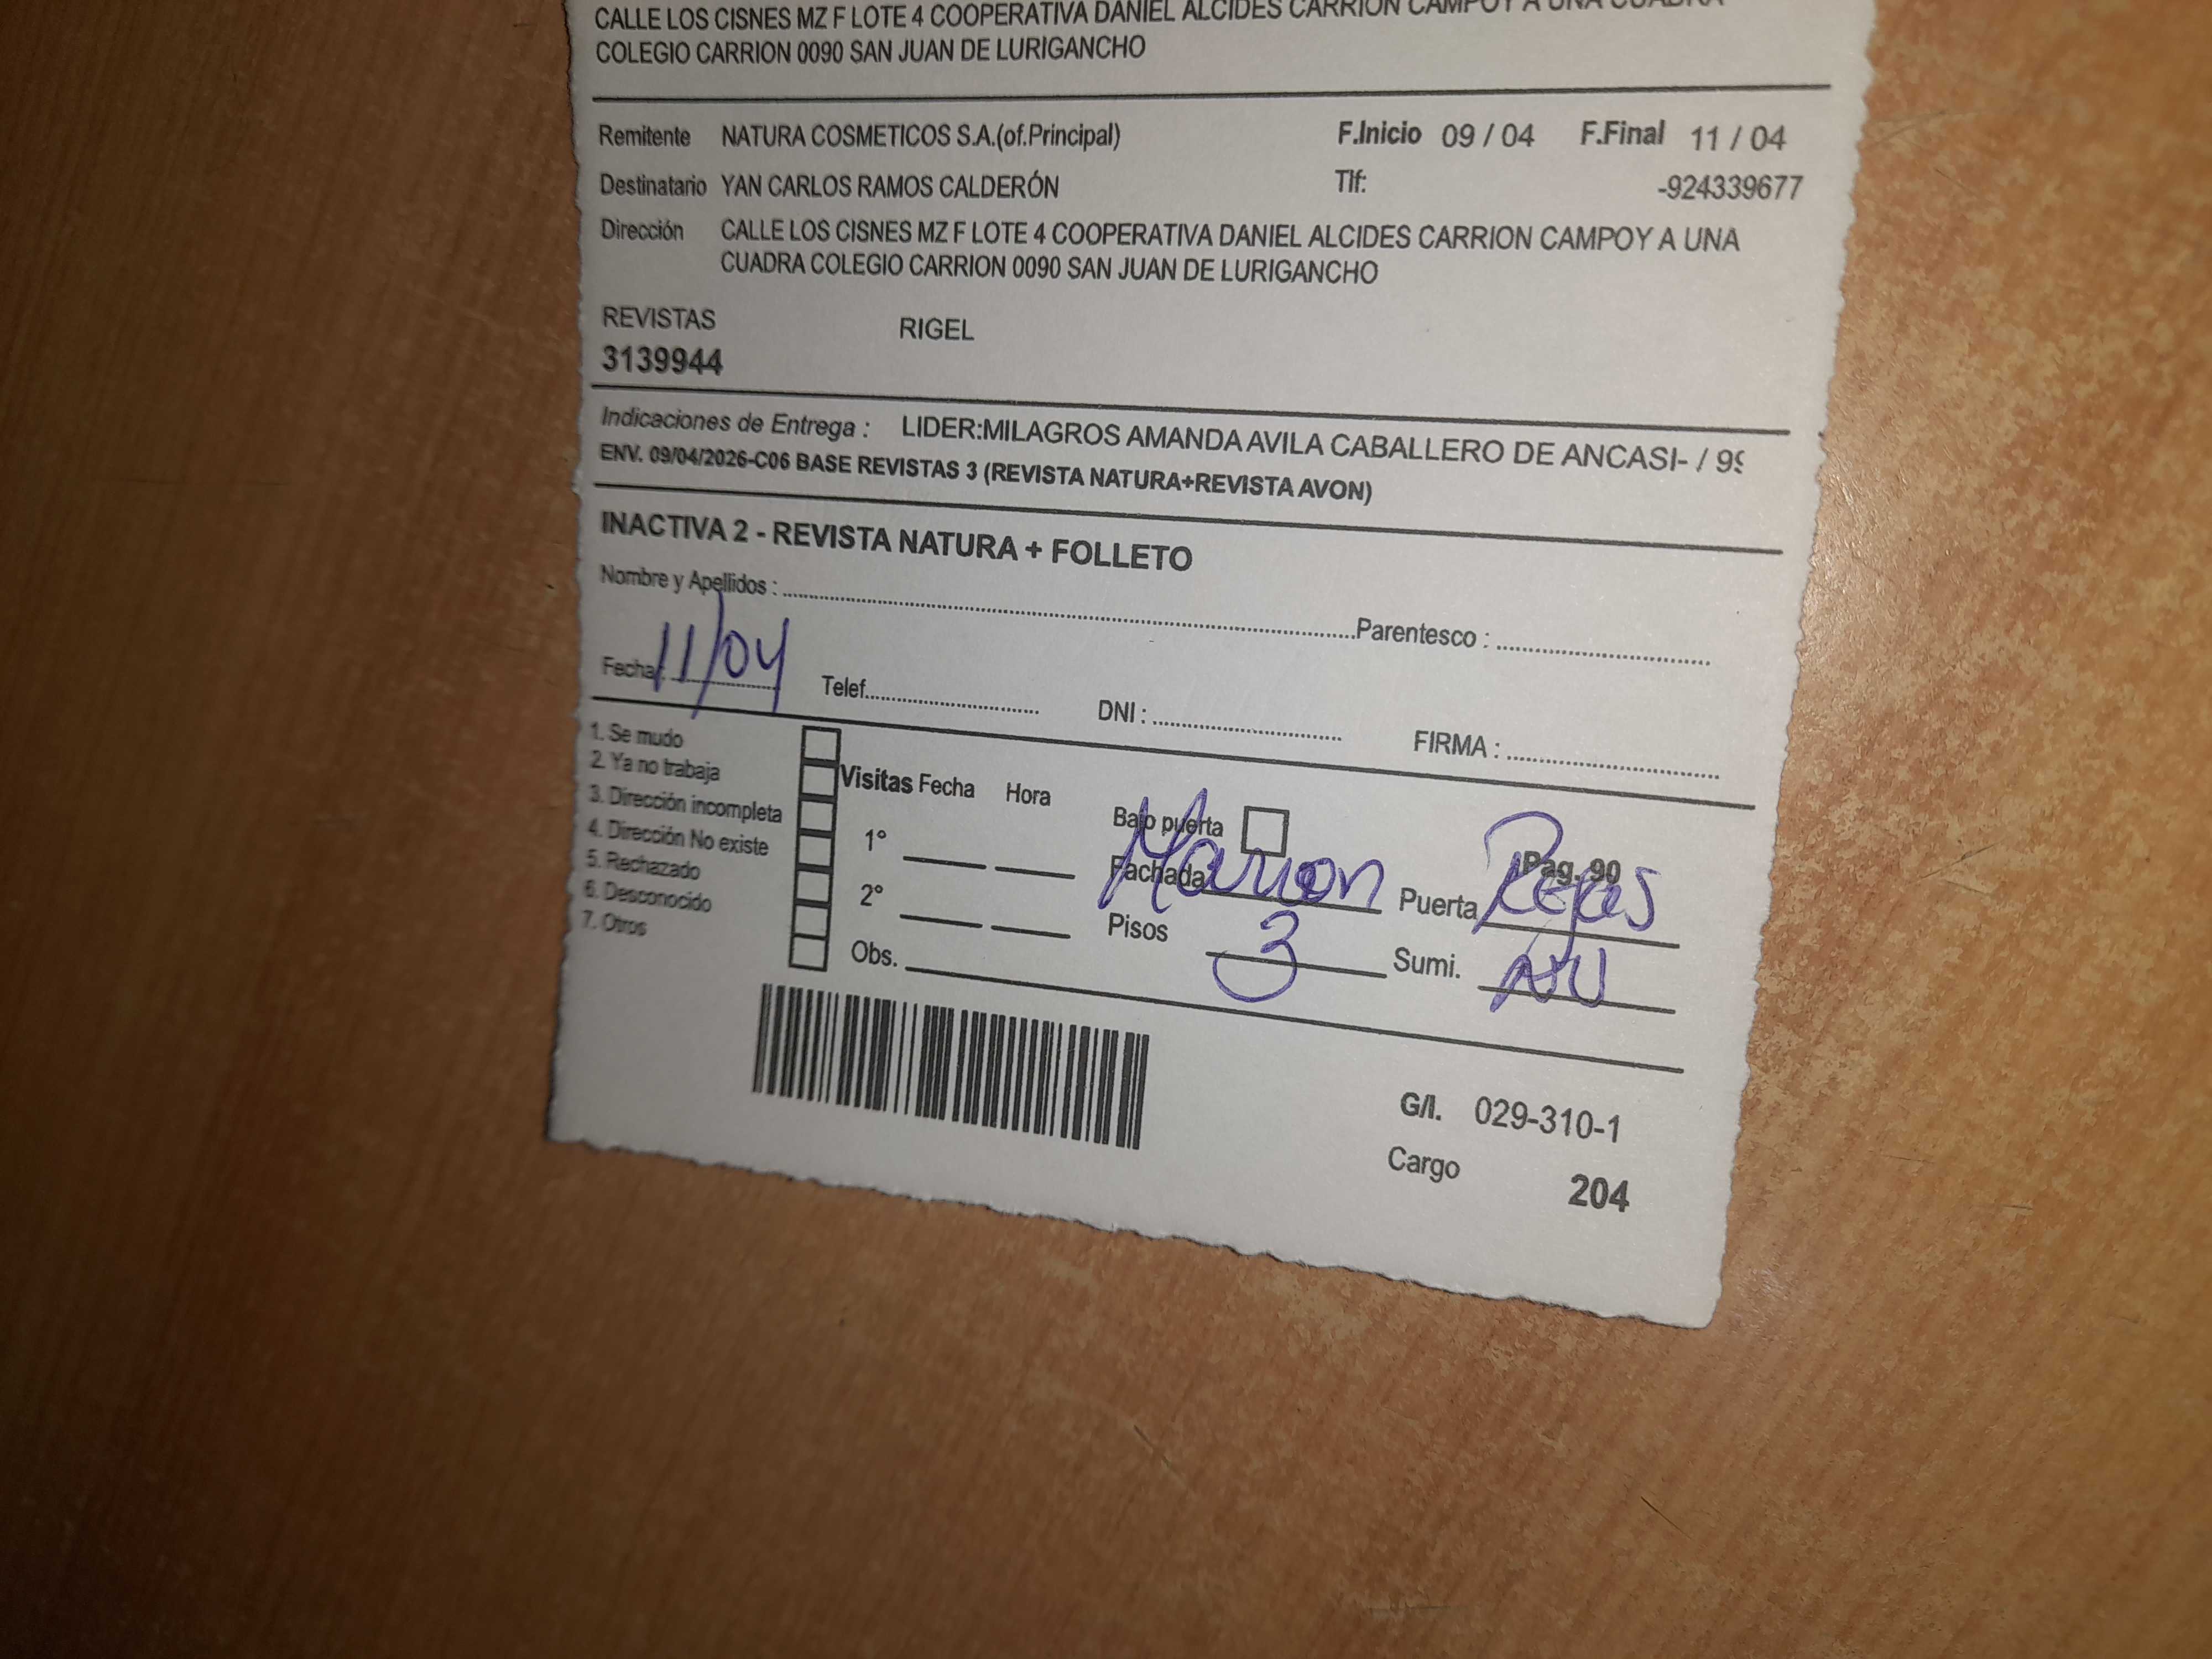 CALLE LOS CISNES MZ F LOTE 4 COOPERATIVA DANIEL ALCIDES CARRION CAMPOY A UNA CUADRA
COLEGIO CARRION 0090 SAN JUAN DE LURIGANCHO
Remitente NATURA COSMETICOS S.A.(of.Principal) F.Inicio 09 / 04 F.Final 11 / 04
Destinatario YAN CARLOS RAMOS CALDERÓN Tlf: -924339677
Dirección CALLE LOS CISNES MZ F LOTE 4 COOPERATIVA DANIEL ALCIDES CARRION CAMPOY A UNA
CUADRA COLEGIO CARRION 0090 SAN JUAN DE LURIGANCHO
REVISTAS RIGEL
3139944
Indicaciones de Entrega : LIDER:MILAGROS AMANDA AVILA CABALLERO DE ANCASI- / 99
ENV. 09/04/2026-C06 BASE REVISTAS 3 (REVISTA NATURA+REVISTA AVON)
INACTIVA 2 - REVISTA NATURA + FOLLETO
Nombre y Apellidos : Parentesco :
Fecha: 11/04 Telef. DNI : FIRMA :
1. Se mudo
2. Ya no trabaja
3. Dirección incompleta
4. Dirección No existe
5. Rechazado
6. Desconocido
7. Otros
Visitas Fecha Hora
1°
2°
Obs.
Bajo puerta Pag. 90
Fachada Marron Puerta Rejas
Pisos 3 Sumi.
G/I. 029-310-1
Cargo 204